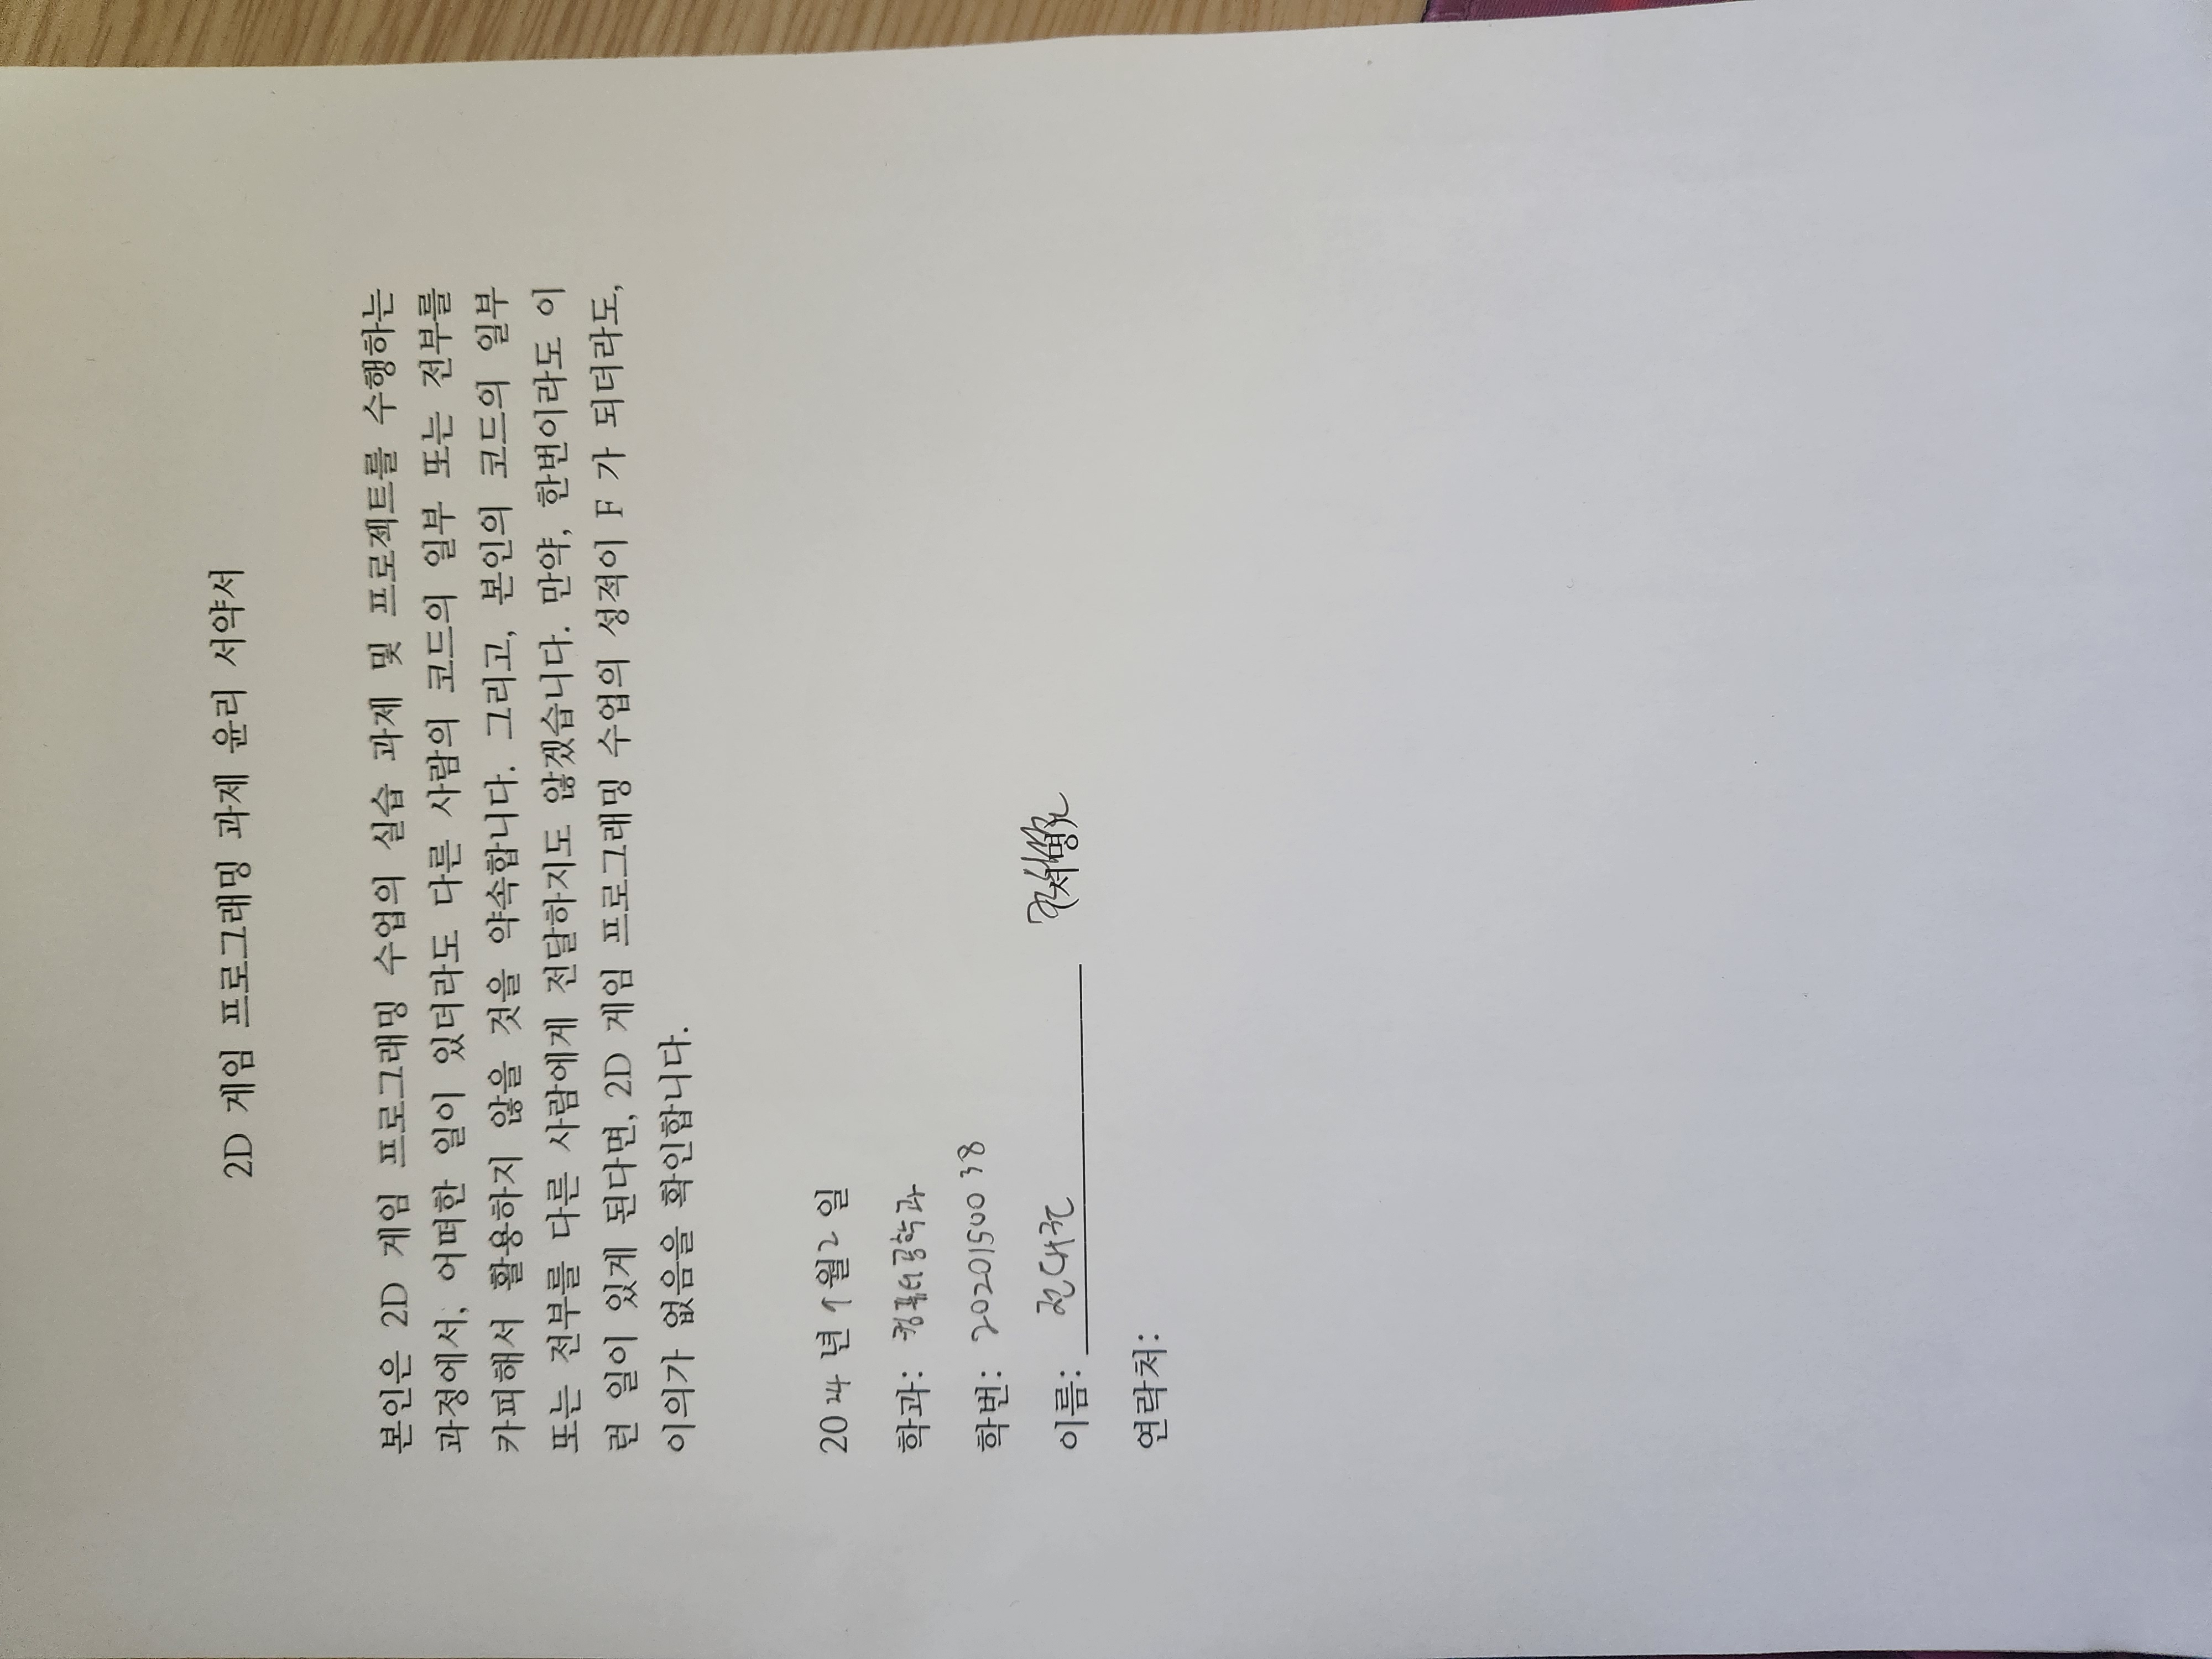 2D 게임 프로그래밍 과제 윤리 서약서
본인은 2D 게임 프로그래밍 수업의 실습 과제 및 프로젝트를 수행하는
과정에서, 어떠한 일이 있더라도 다른 사람의 코드의 일부 또는 전부를
카피해서 활용하지 않을 것을 약속합니다. 그리고, 본인의 코드의 일부
또는 전부를 다른 사람에게 전달하지도 않겠습니다. 만약, 한번이라도 이
런 일이 있게 된다면, 2D 게임 프로그래밍 수업의 성적이 F 가 되더라도,
이의가 없음을 확인합니다.
2024 년 9월 2 일
학과: 컴퓨터공학과
학번: 2020150038
이름: 전대준 (서명)
연락처: